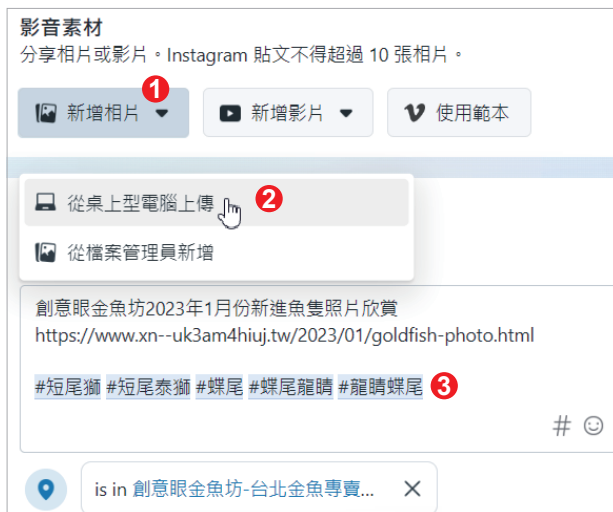 影音素材
分享相片或影片。Instagram 貼文不得超過 10 張相片。
1
新增相片
新增影片
使用範本
從桌上型電腦上傳 2
從檔案管理員新增
創意眼金魚坊2023年1月份新進魚隻照片欣賞
https://www.xn--uk3am4hiuj.tw/2023/01/goldfish-photo.html
#短尾獅 #短尾泰獅 #蝶尾 #蝶尾龍睛 #龍睛蝶尾 3
#
is in 創意眼金魚坊-台北金魚專賣...